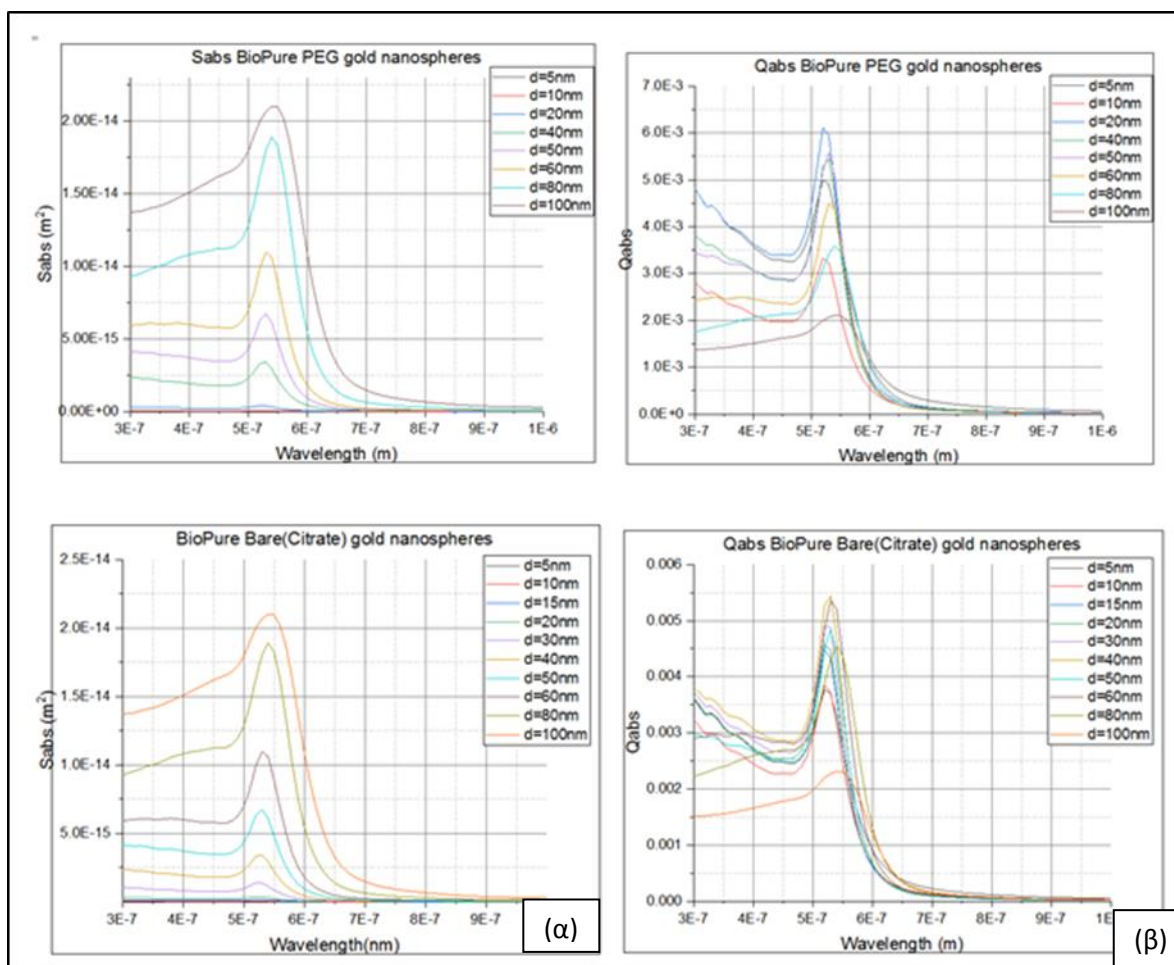 Sabs BioPure PEG gold nanospheres
d=5nm
d=10nm
d=20nm
d=40nm
d=50nm
d=60nm
d=80nm
d=100nm
2.00E-14
1.50E-14
1.00E-14
5.00E-15
0.00E+00
Sabs (m²)
3E-7 4E-7 5E-7 6E-7 7E-7 8E-7 9E-7 1E-6
Wavelength (m)
Qabs BioPure PEG gold nanospheres
d=5nm
d=10nm
d=20nm
d=40nm
d=50nm
d=60nm
d=80nm
d=100nm
7.0E-3
6.0E-3
5.0E-3
4.0E-3
3.0E-3
2.0E-3
1.0E-3
0.0E+0
Qabs
3E-7 4E-7 5E-7 6E-7 7E-7 8E-7 9E-7 1E-6
Wavelength (m)
BioPure Bare(Citrate) gold nanospheres
d=5nm
d=10nm
d=15nm
d=20nm
d=30nm
d=40nm
d=50nm
d=60nm
d=80nm
d=100nm
2.5E-14
2.0E-14
1.5E-14
1.0E-14
5.0E-15
Sabs (m²)
3E-7 4E-7 5E-7 6E-7 7E-7 8E-7 9E-7
Wavelength(nm)
(α)
Qabs BioPure Bare(Citrate) gold nanospheres
d=5nm
d=10nm
d=15nm
d=20nm
d=30nm
d=40nm
d=50nm
d=60nm
d=80nm
d=100nm
0.006
0.005
0.004
0.003
0.002
0.001
0.000
Qabs
3E-7 4E-7 5E-7 6E-7 7E-7 8E-7 9E-7
Wavelength (m)
(β)